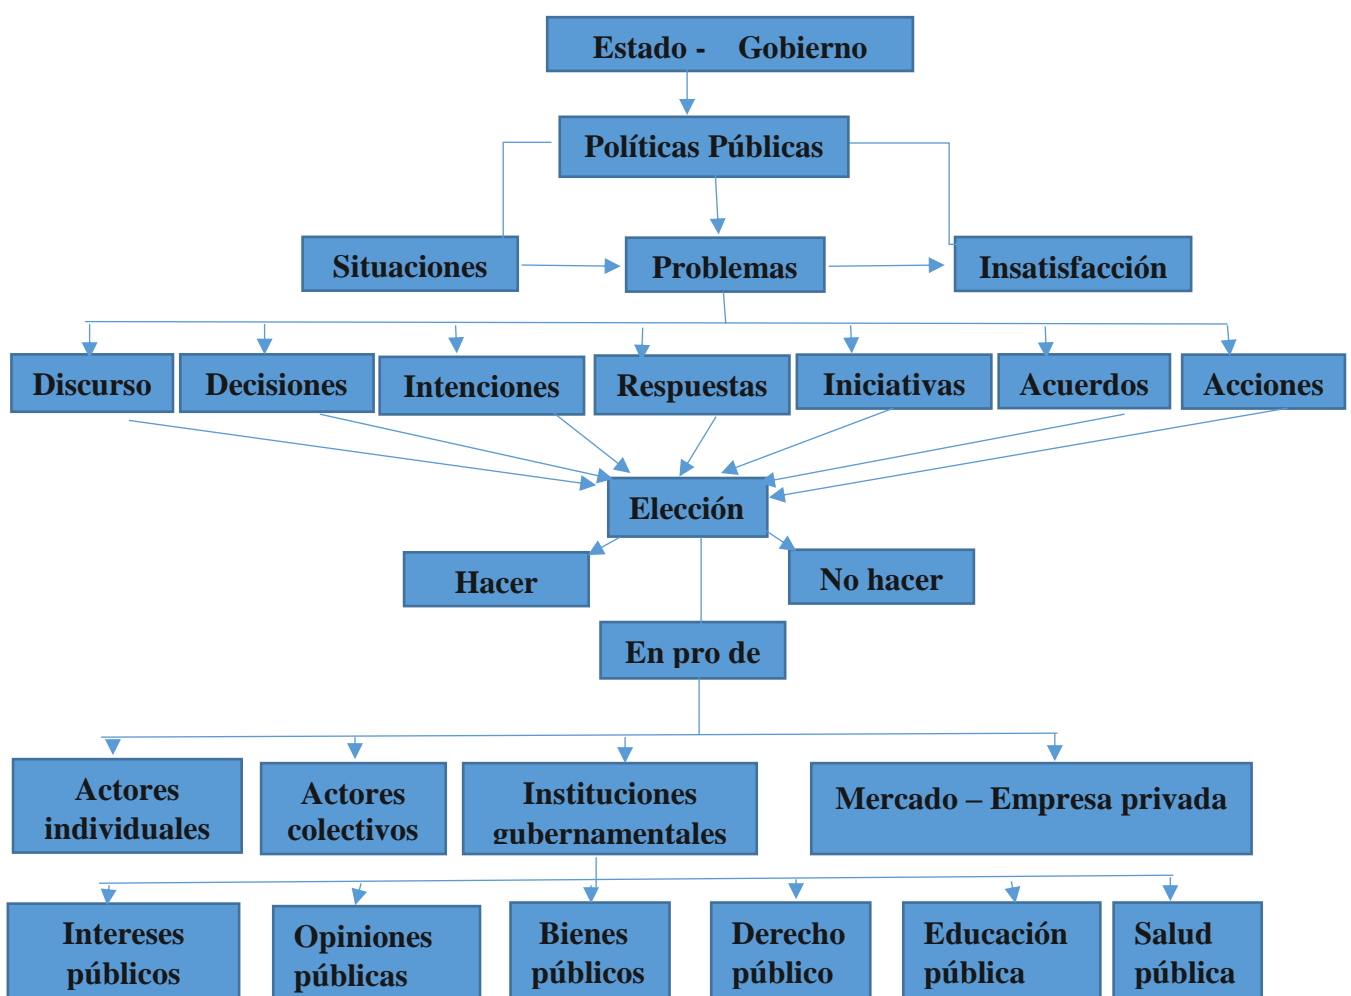 Estado - Gobierno
Políticas Públicas
Situaciones
Problemas
Insatisfacción
Discurso
Decisiones
Intenciones
Respuestas
Iniciativas
Acuerdos
Acciones
Elección
Hacer
No hacer
En pro de
Actores
individuales
Actores
colectivos
Instituciones
gubernamentales
Mercado – Empresa privada
Intereses
públicos
Opiniones
públicas
Bienes
públicos
Derecho
público
Educación
pública
Salud
pública